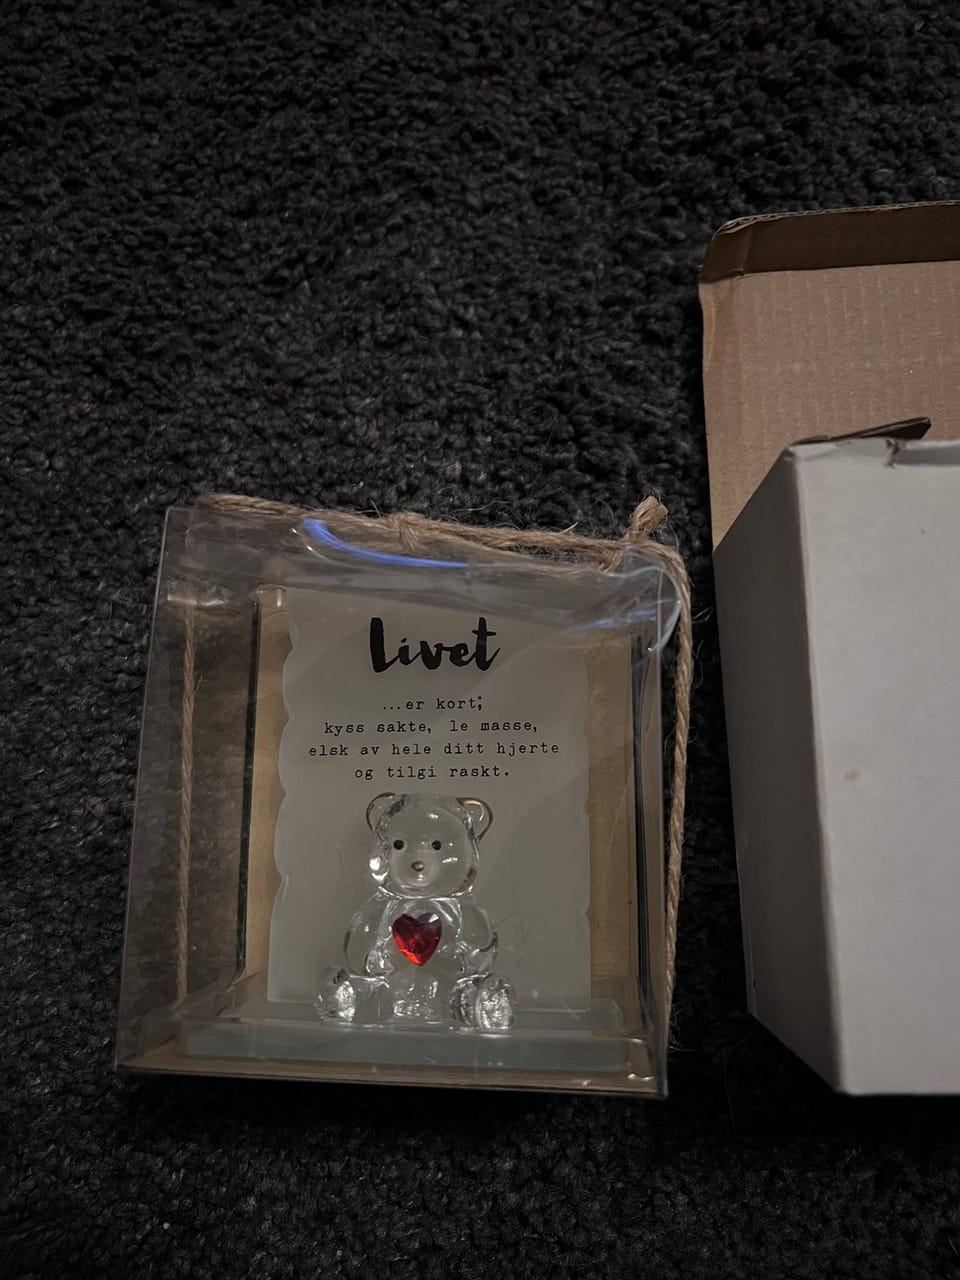 Livet
...er kort;
kyss sakte, le masse,
elsk av hele ditt hjerte
og tilgi raskt.